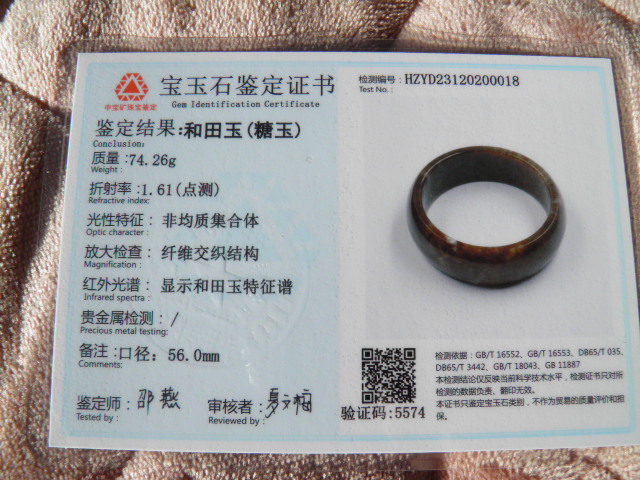 宝玉石鉴定证书
Gem Identification Certificate
中宝矿珠宝鉴定
检测编号: HZYD23120200018
Test No.:
鉴定结果: 和田玉(糖玉)
Conclusion:
质量: 74.26g
Weight:
折射率: 1.61(点测)
Refractive index:
光性特征: 非均质集合体
Optic character:
放大检查: 纤维交织结构
Magnification:
红外光谱: 显示和田玉特征谱
Infrared spectra:
贵金属检测: /
Precious metal testing:
备注: 口径: 56.0mm
Comments:
鉴定师: 邵燕
Tested by:
审核者: 夏文梅
Reviewed by:
验证码: 5574
检测依据: GB/T 16552、GB/T 16553、DB65/T 035、
DB65/T 3442、GB/T 18043、GB 11887
本检测结论仅反映当前科学技术水平, 检测证书只对所
检测的数据负责、翻印无效。
本证书只鉴定宝玉石类别, 不作为贸易的质量评价和担
保。